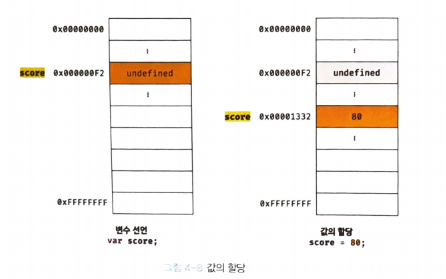 0x00000000
⋮
score 0x000000F2 undefined
⋮
0xFFFFFFFF
변수 선언
var score;
0x00000000
⋮
0x000000F2 undefined
⋮
score 0x00001332 80
⋮
0xFFFFFFFF
값의 할당
score = 80;
그림 4-8 값의 할당